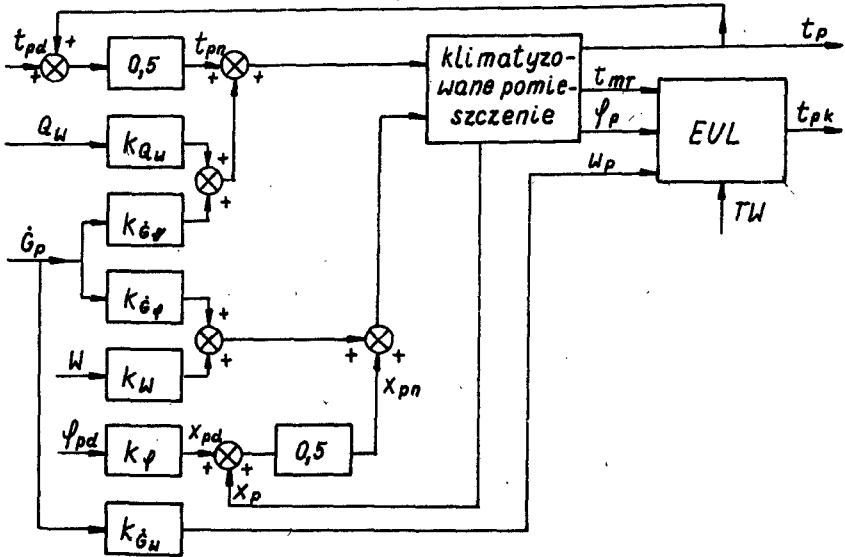 t_pd + + 0,5 t_pn + +
klimatyzo-
wane pomie-
szczenie
t_p
t_mr
φ_p
w_p
EVL
t_pk
TW
Q_w k_Qw + +
Ġ_p
k_Ġϑ
k_Ġφ + +
+ +
W k_W
x_pn
φ_pd k_φ x_pd + + 0,5
x_p
k_Ġw